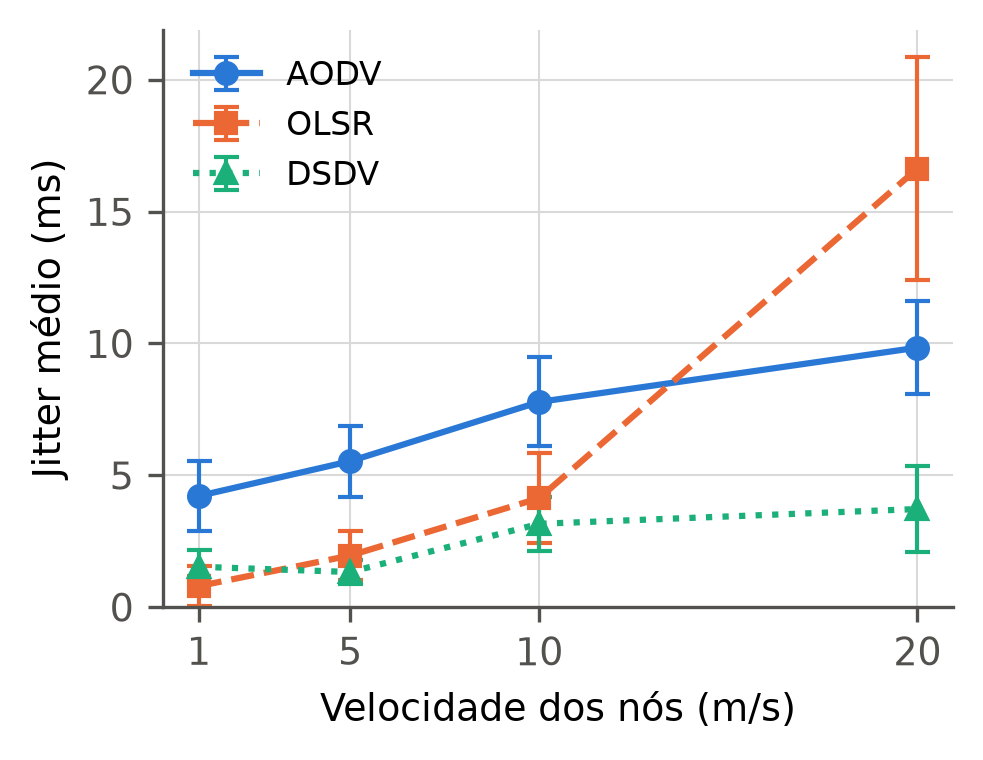 AODV
OLSR
DSDV
Jitter médio (ms)
20
15
10
5
0
1 5 10 20
Velocidade dos nós (m/s)